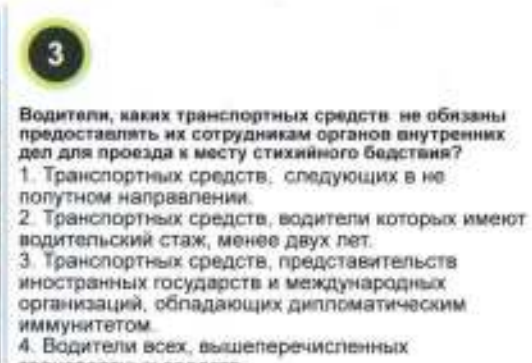 3
Водители, каких транспортных средств не обязаны
предоставлять их сотрудникам органов внутренних
дел для проезда к месту стихийного бедствия?
1. Транспортных средств, следующих в не
попутном направлении.
2. Транспортных средств, водители которых имеют
водительский стаж, менее двух лет.
3. Транспортных средств, представительств
иностранных государств и международных
организаций, обладающих дипломатическим
иммунитетом.
4. Водители всех, вышеперечисленных